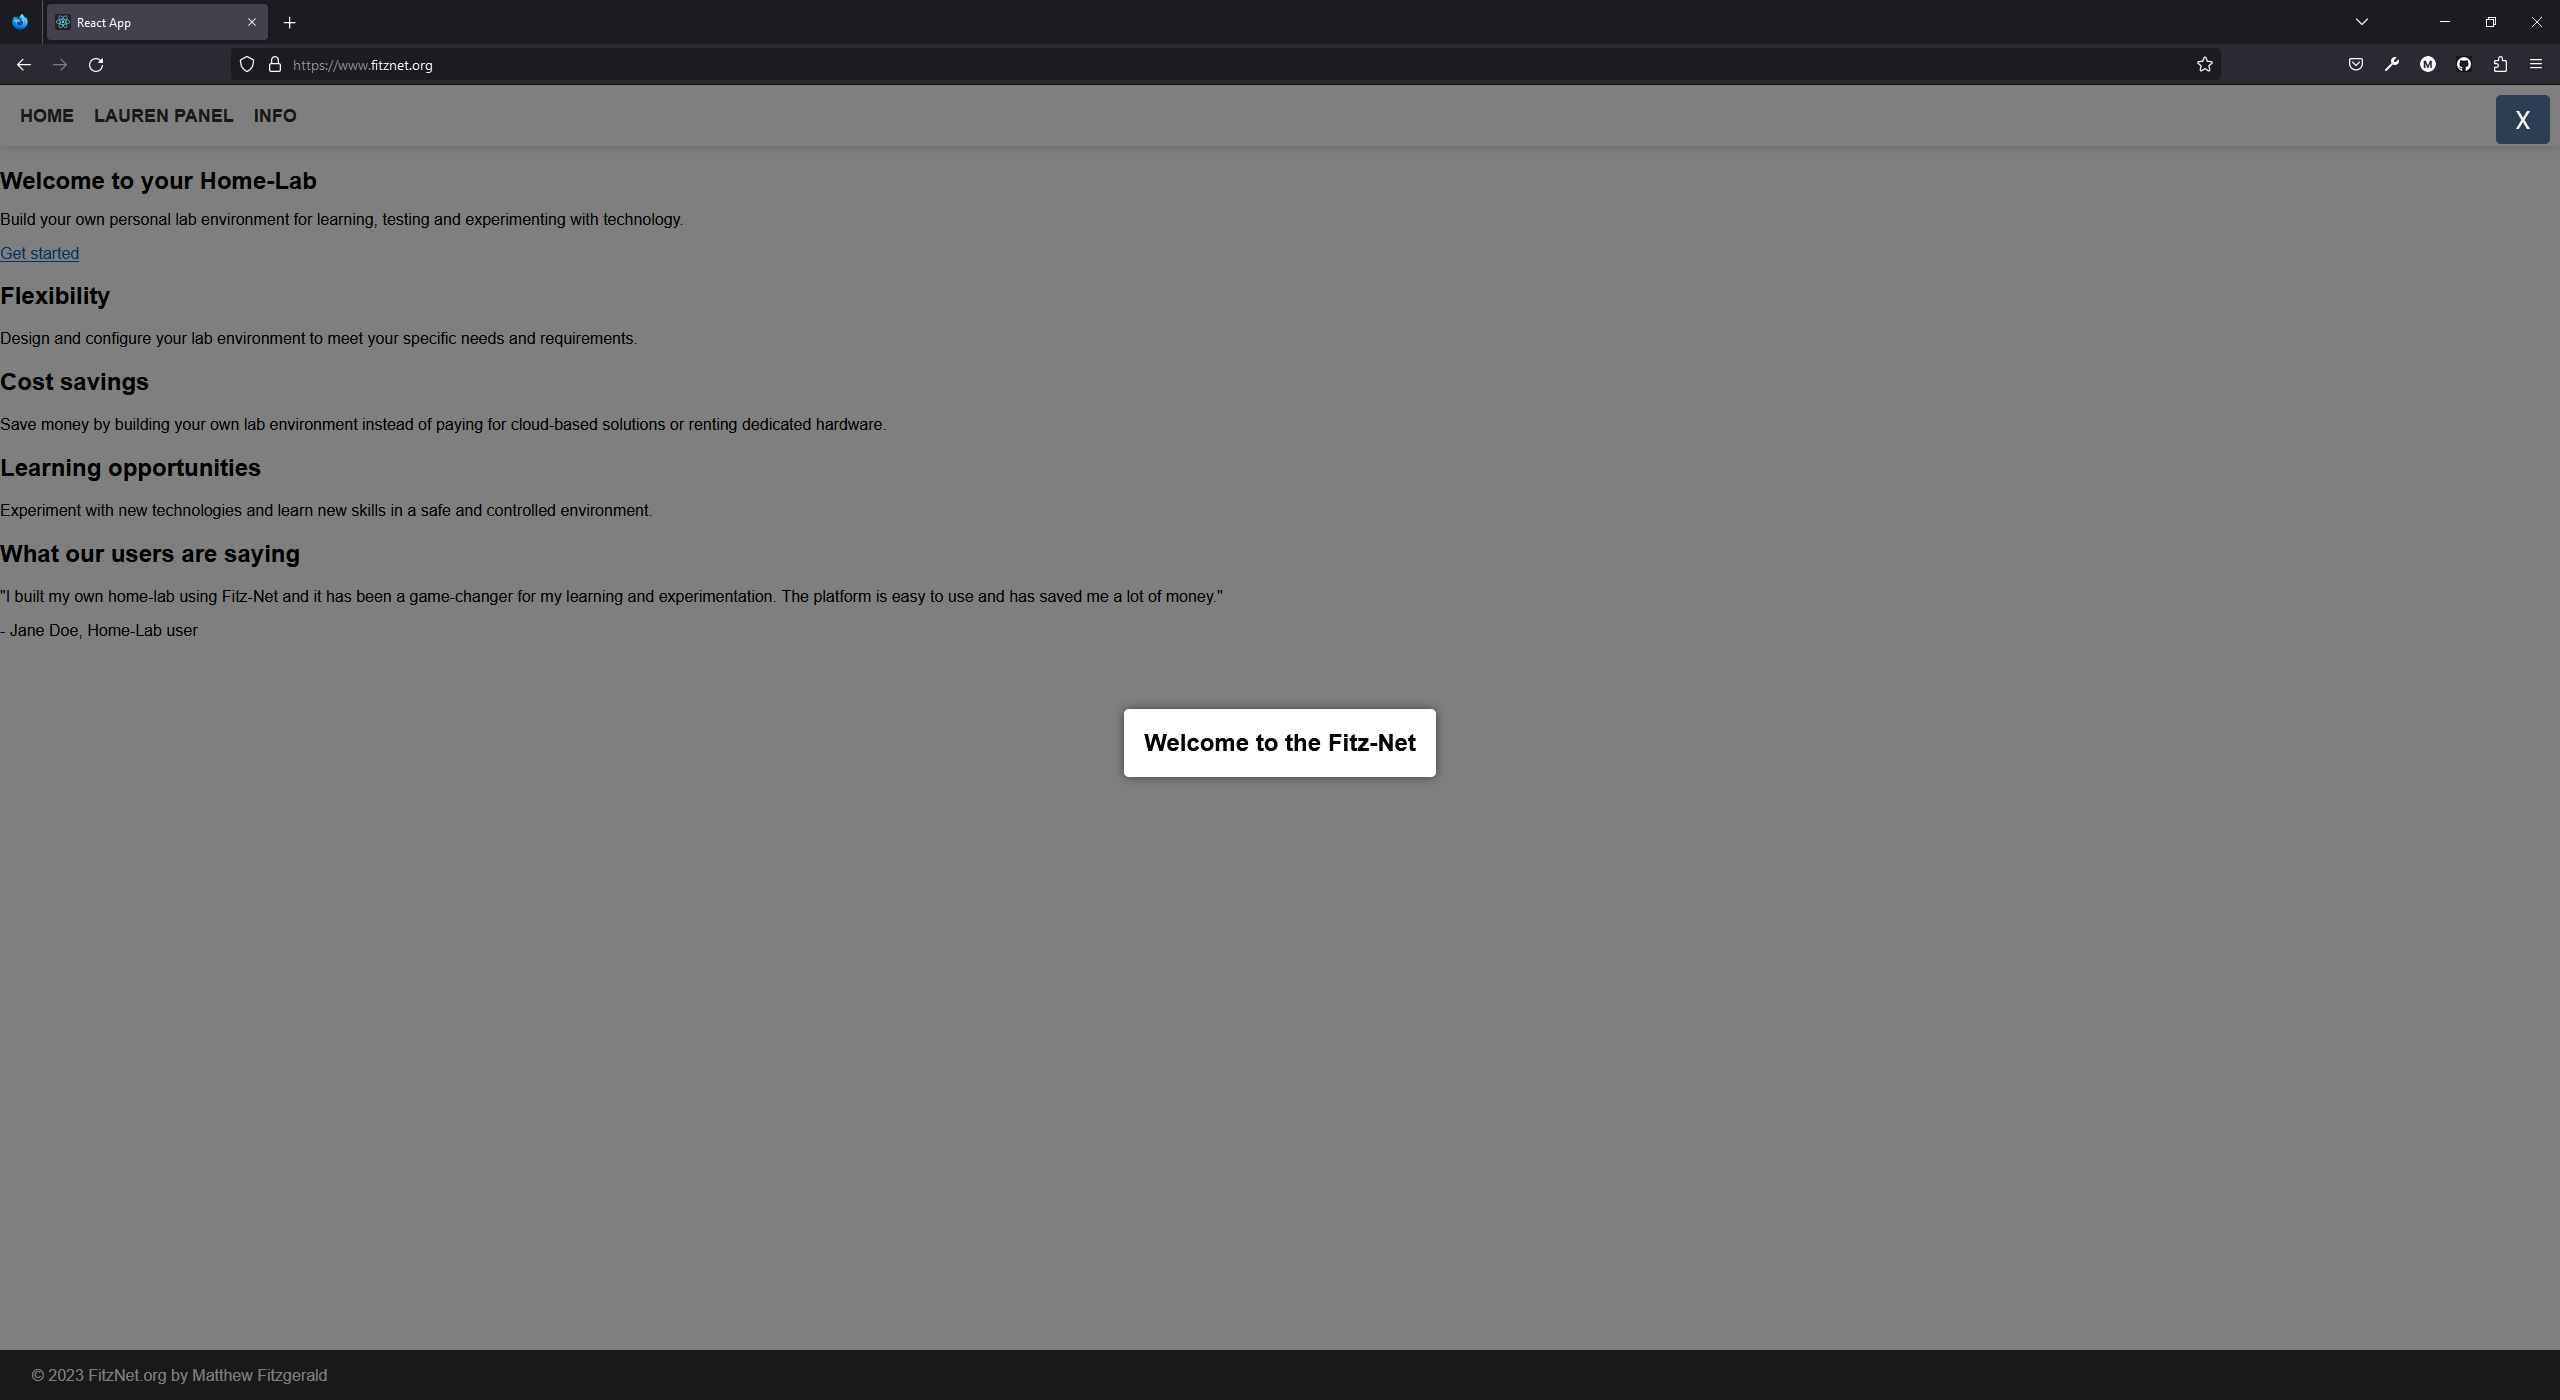 React App
https://www.fitznet.org
M
HOME LAUREN PANEL INFO
X
Welcome to your Home-Lab
Build your own personal lab environment for learning, testing and experimenting with technology.
Get started
Flexibility
Design and configure your lab environment to meet your specific needs and requirements.
Cost savings
Save money by building your own lab environment instead of paying for cloud-based solutions or renting dedicated hardware.
Learning opportunities
Experiment with new technologies and learn new skills in a safe and controlled environment.
What our users are saying
"I built my own home-lab using Fitz-Net and it has been a game-changer for my learning and experimentation. The platform is easy to use and has saved me a lot of money."
- Jane Doe, Home-Lab user
Welcome to the Fitz-Net
© 2023 FitzNet.org by Matthew Fitzgerald